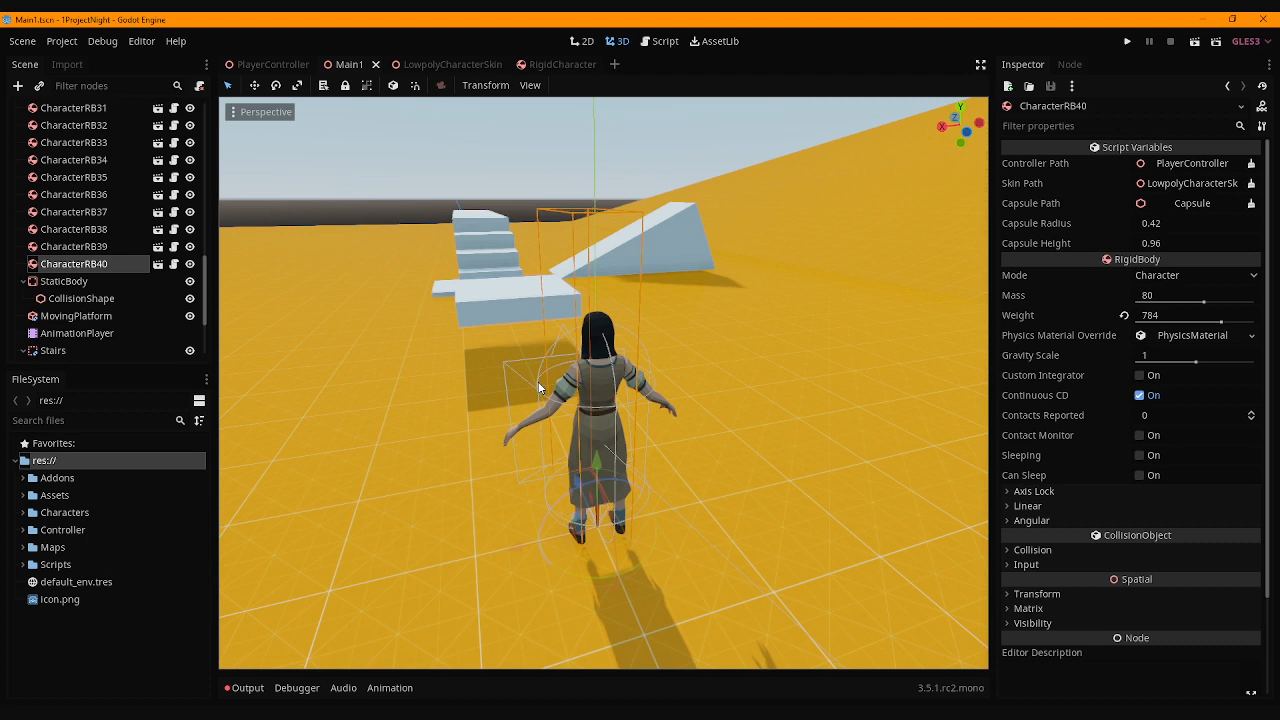 Main1.tscn - 1ProjectNight - Godot Engine
Scene Project Debug Editor Help
2D 3D Script AssetLib
GLES3
Scene Import
PlayerController Main1 LowpolyCharacterSkin RigidCharacter
Inspector Node
Filter nodes
Transform View
Perspective
Y
Z
X
CharacterRB31
CharacterRB32
CharacterRB33
CharacterRB34
CharacterRB35
CharacterRB36
CharacterRB37
CharacterRB38
CharacterRB39
CharacterRB40
StaticBody
CollisionShape
MovingPlatform
AnimationPlayer
Stairs
FileSystem
res://
Search files
Favorites:
res://
Addons
Assets
Characters
Controller
Maps
Scripts
default_env.tres
icon.png
Output Debugger Audio Animation
3.5.1.rc2.mono
CharacterRB40
Filter properties
Script Variables
Controller Path PlayerController
Skin Path LowpolyCharacterSk
Capsule Path Capsule
Capsule Radius 0.42
Capsule Height 0.96
RigidBody
Mode Character
Mass 80
Weight 784
Physics Material Override PhysicsMaterial
Gravity Scale 1
Custom Integrator On
Continuous CD On
Contacts Reported 0
Contact Monitor On
Sleeping On
Can Sleep On
Axis Lock
Linear
Angular
CollisionObject
Collision
Input
Spatial
Transform
Matrix
Visibility
Node
Editor Description